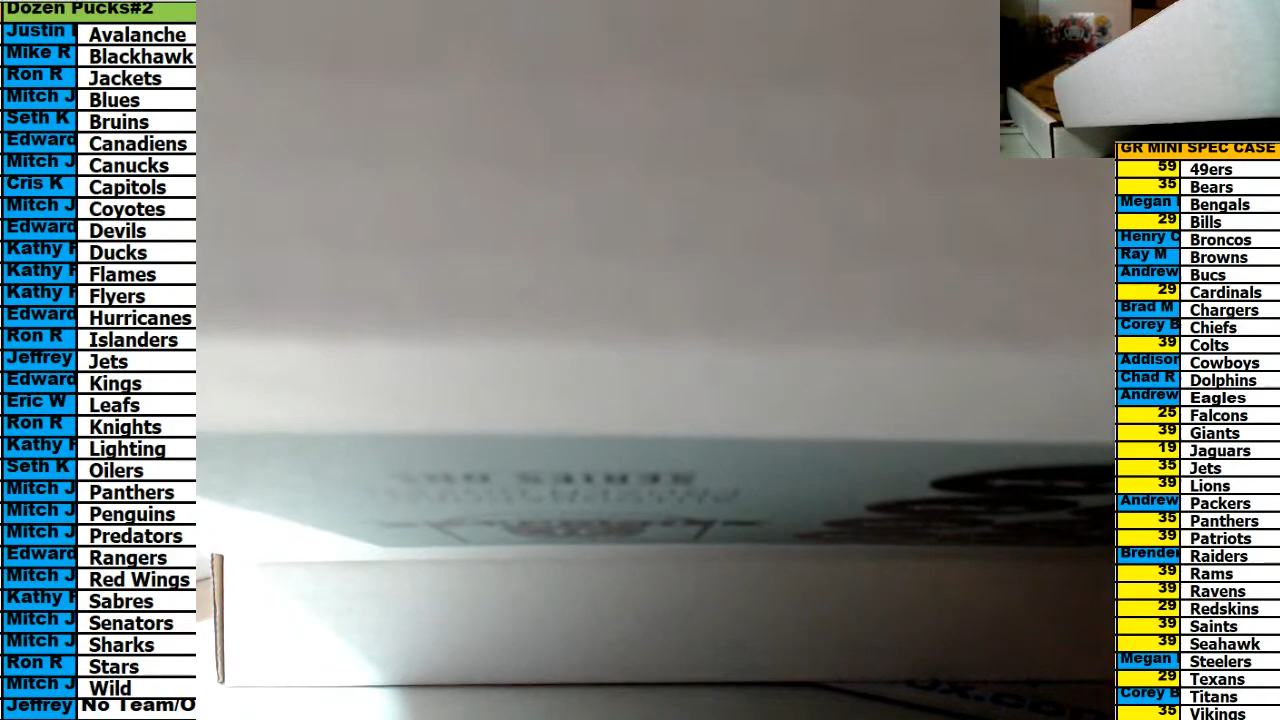 Dozen Pucks#2
Justin Avalanche
Mike R Blackhawk
Ron R Jackets
Mitch J Blues
Seth K Bruins
Edward Canadiens
Mitch J Canucks
Cris K Capitols
Mitch J Coyotes
Edward Devils
Kathy F Ducks
Kathy F Flames
Kathy F Flyers
Edward Hurricanes
Ron R Islanders
Jeffrey Jets
Edward Kings
Eric W Leafs
Ron R Knights
Kathy F Lighting
Seth K Oilers
Mitch J Panthers
Mitch J Penguins
Mitch J Predators
Edward Rangers
Mitch J Red Wings
Kathy F Sabres
Mitch J Senators
Mitch J Sharks
Ron R Stars
Mitch J Wild
Jeffrey No Team/O
SERIES ONE
GR MINI SPEC CASE
59 49ers
35 Bears
Megan Bengals
29 Bills
Henry C Broncos
Ray M Browns
Andrew Bucs
29 Cardinals
Brad M Chargers
Corey B Chiefs
39 Colts
Addison Cowboys
Chad R Dolphins
Andrew Eagles
25 Falcons
39 Giants
19 Jaguars
35 Jets
39 Lions
Andrew Packers
35 Panthers
39 Patriots
Brenden Raiders
39 Rams
39 Ravens
29 Redskins
39 Saints
39 Seahawk
Megan Steelers
29 Texans
Corey B Titans
35 Vikings